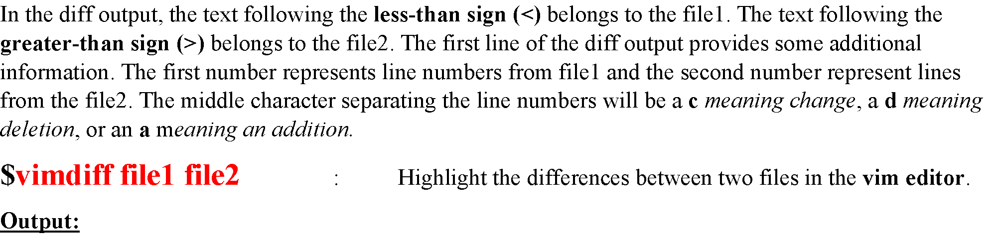 In the diff output, the text following the less-than sign (<) belongs to the file1. The text following the
greater-than sign (>) belongs to the file2. The first line of the diff output provides some additional
information. The first number represents line numbers from file1 and the second number represent lines
from the file2. The middle character separating the line numbers will be a c meaning change, a d meaning
deletion, or an a meaning an addition.
$vimdiff file1 file2 : Highlight the differences between two files in the vim editor.
Output: